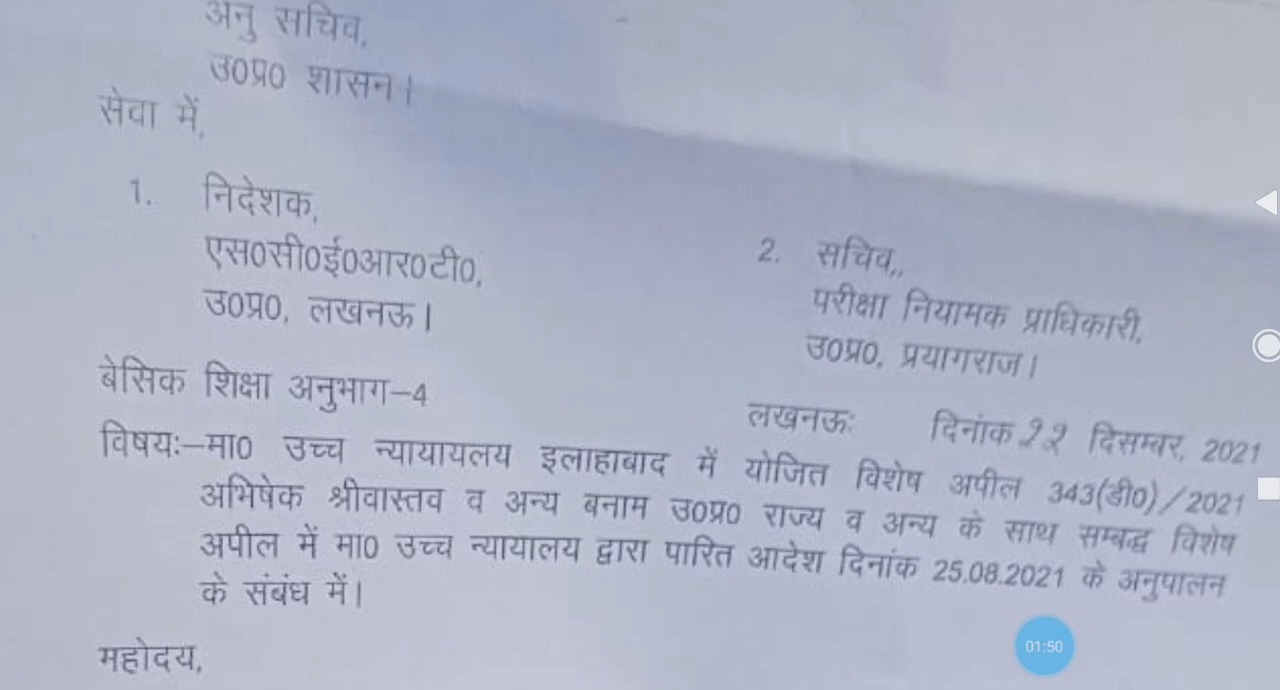 अनु सचिव,
उ0प्र0 शासन।
सेवा में,
1. निदेशक,
एस0सी0ई0आर0टी0,
उ0प्र0, लखनऊ।
2. सचिव,,
परीक्षा नियामक प्राधिकारी,
उ0प्र0, प्रयागराज।
बेसिक शिक्षा अनुभाग–4
लखनऊः दिनांक 22 दिसम्बर, 2021
विषयः–मा0 उच्च न्यायायलय इलाहाबाद में योजित विशेष अपील 343(डी0)/2021
अभिषेक श्रीवास्तव व अन्य बनाम उ0प्र0 राज्य व अन्य के साथ सम्बद्ध विशेष
अपील में मा0 उच्च न्यायालय द्वारा पारित आदेश दिनांक 25.08.2021 के अनुपालन
के संबंध में।
महोदय,
01:50